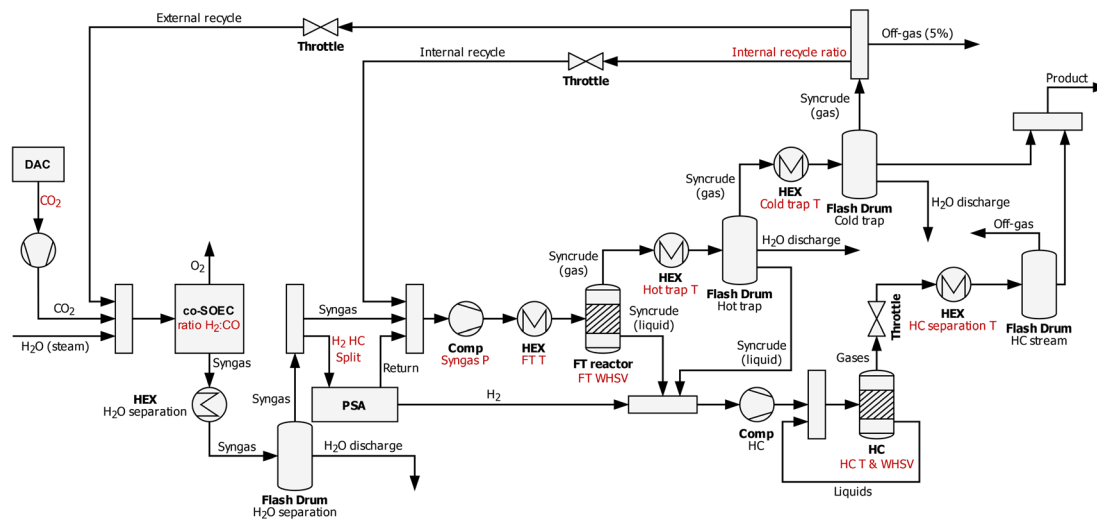 External recycle
Throttle
Off-gas (5%)
Internal recycle
Internal recycle ratio
Throttle
Product
Syncrude
(gas)
DAC
CO₂
HEX
Cold trap T
Syncrude
(gas)
Flash Drum
Cold trap
H₂O discharge
Off-gas
O₂
Syncrude
(gas)
HEX
Hot trap T
H₂O discharge
Flash Drum
Hot trap
CO₂
co-SOEC
ratio H₂:CO
H₂O (steam)
Syngas
H₂ HC
Split
Return
Comp
Syngas P
HEX
FT T
Syncrude
(liquid)
FT reactor
FT WHSV
Syncrude
(liquid)
Throttle
HEX
HC separation T
Flash Drum
HC stream
Gases
Syngas
HEX
H₂O separation
Syngas
PSA
H₂
Comp
HC
HC
HC T & WHSV
Liquids
Syngas
H₂O discharge
Flash Drum
H₂O separation